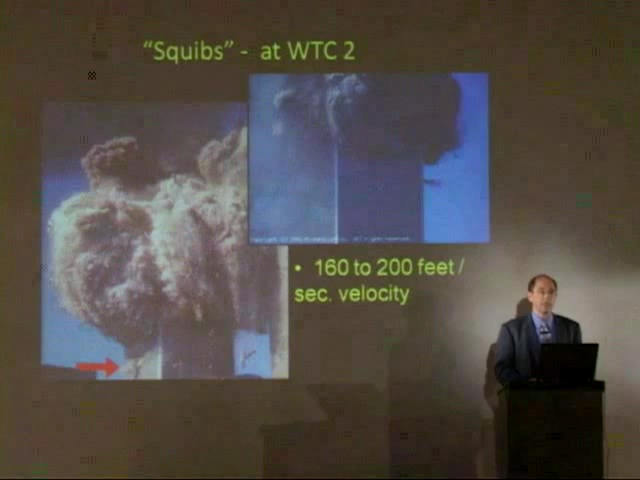 “Squibs” - at WTC 2
• 160 to 200 feet /
sec. velocity